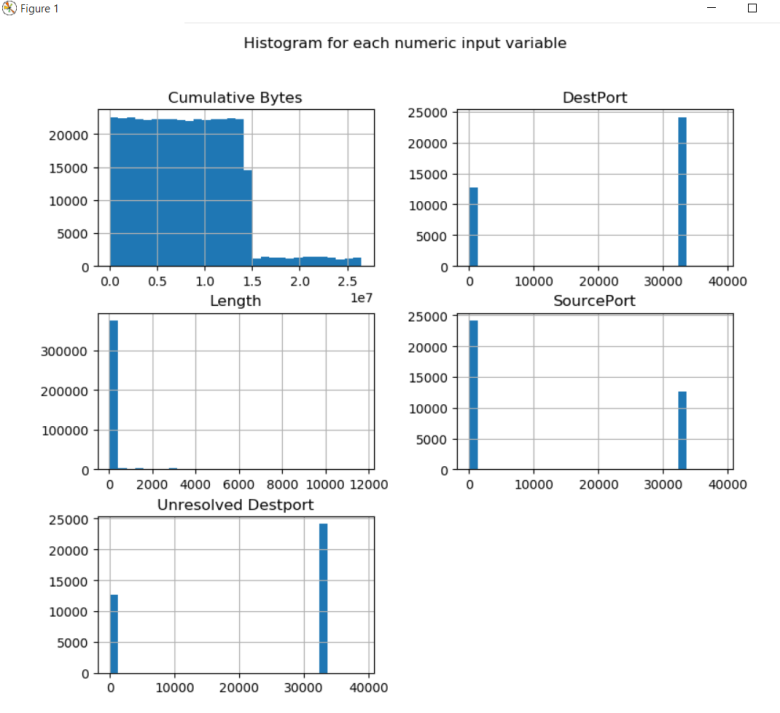 Figure 1
Histogram for each numeric input variable
Cumulative Bytes
20000
15000
10000
5000
0
0.0 0.5 1.0 1.5 2.0 2.5
1e7
DestPort
25000
20000
15000
10000
5000
0
0 10000 20000 30000 40000
Length
300000
200000
100000
0
0 2000 4000 6000 8000 10000 12000
SourcePort
25000
20000
15000
10000
5000
0
0 10000 20000 30000 40000
Unresolved Destport
25000
20000
15000
10000
5000
0
0 10000 20000 30000 40000